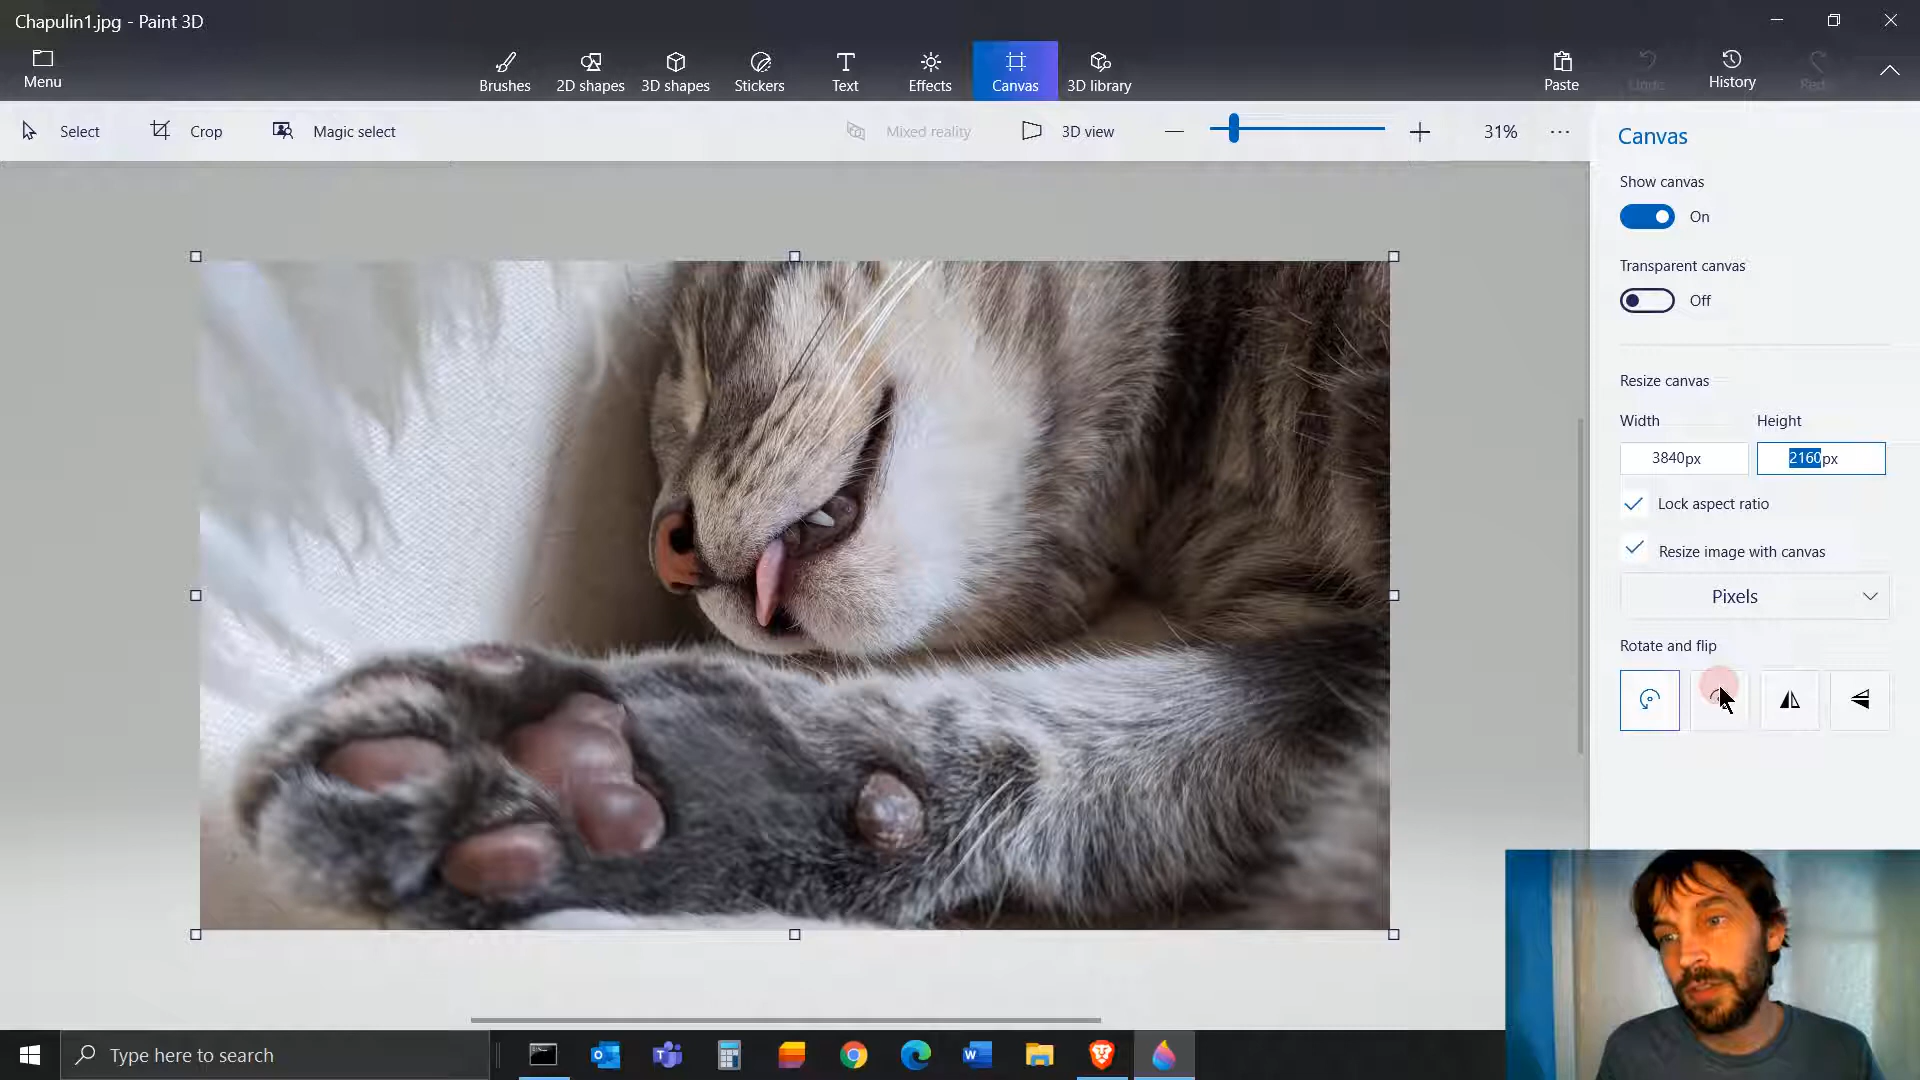 Chapulin1.jpg - Paint 3D
Menu
Brushes
2D shapes
3D shapes
Stickers
Text
Effects
Canvas
3D library
Paste
Undo
History
Select
Crop
Magic select
Mixed reality
3D view
31%
Canvas
Show canvas
On
Transparent canvas
Off
Resize canvas
Width Height
3840px 2160px
Lock aspect ratio
Resize image with canvas
Pixels
Rotate and flip
Type here to search